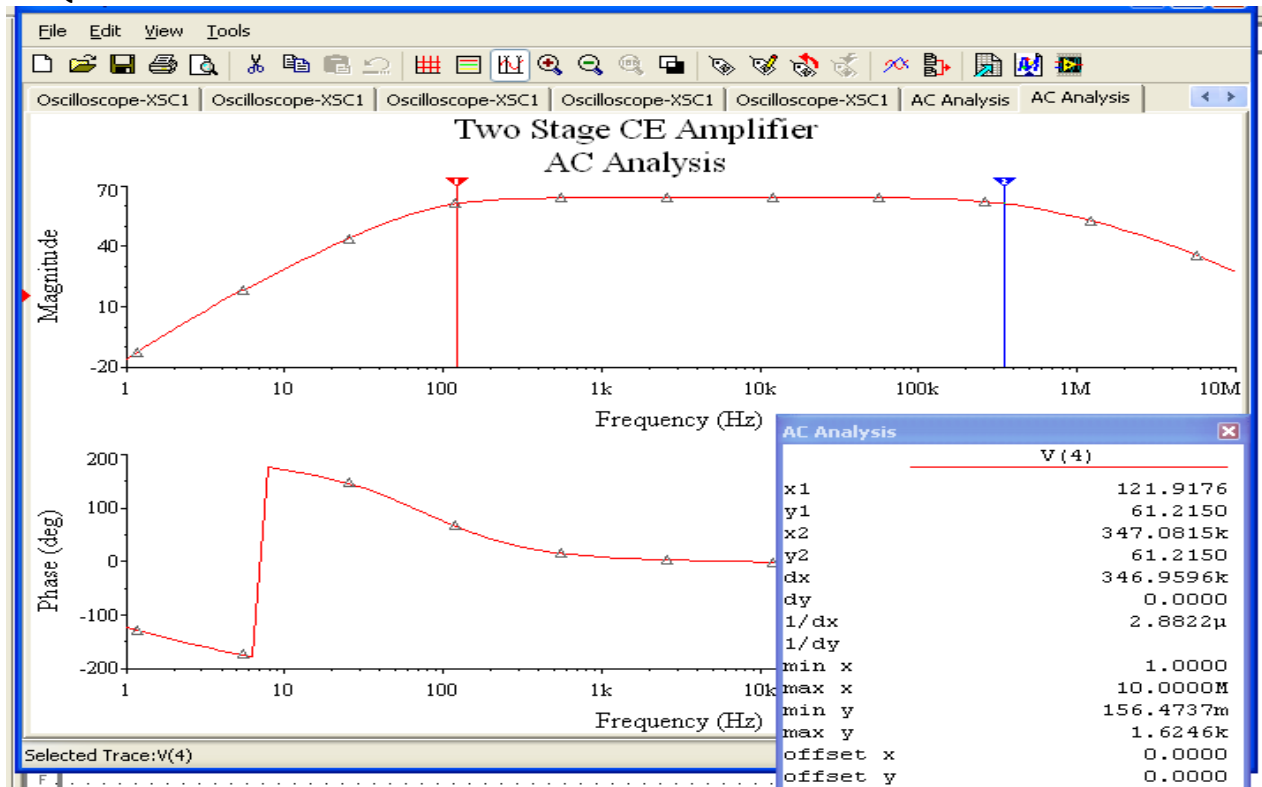 File Edit View Tools
Oscilloscope-XSC1 Oscilloscope-XSC1 Oscilloscope-XSC1 Oscilloscope-XSC1 Oscilloscope-XSC1 AC Analysis AC Analysis
Two Stage CE Amplifier
AC Analysis
1 2
Magnitude
70
40
10
-20
1 10 100 1k 10k 100k 1M 10M
Frequency (Hz)
Phase (deg)
200
100
0
-100
-200
1 10 100 1k 10k
Frequency (Hz)
AC Analysis
V(4)
x1 121.9176
y1 61.2150
x2 347.0815k
y2 61.2150
dx 346.9596k
dy 0.0000
1/dx 2.8822µ
1/dy
min x 1.0000
max x 10.0000M
min y 156.4737m
max y 1.6246k
offset x 0.0000
offset y 0.0000
Selected Trace:V(4)
F